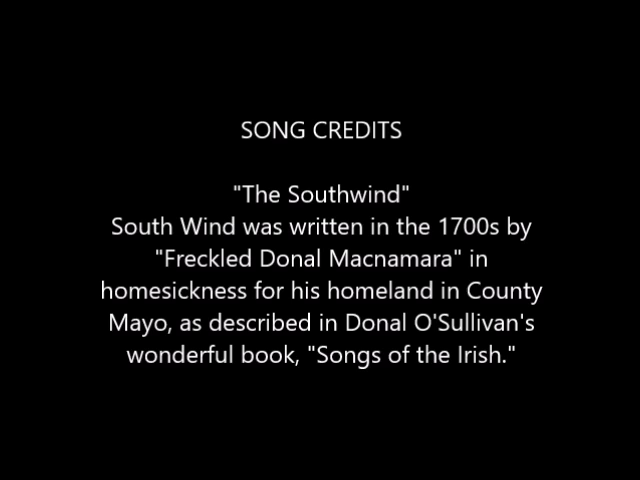 SONG CREDITS
"The Southwind"
South Wind was written in the 1700s by
"Freckled Donal Macnamara" in
homesickness for his homeland in County
Mayo, as described in Donal O'Sullivan's
wonderful book, "Songs of the Irish."